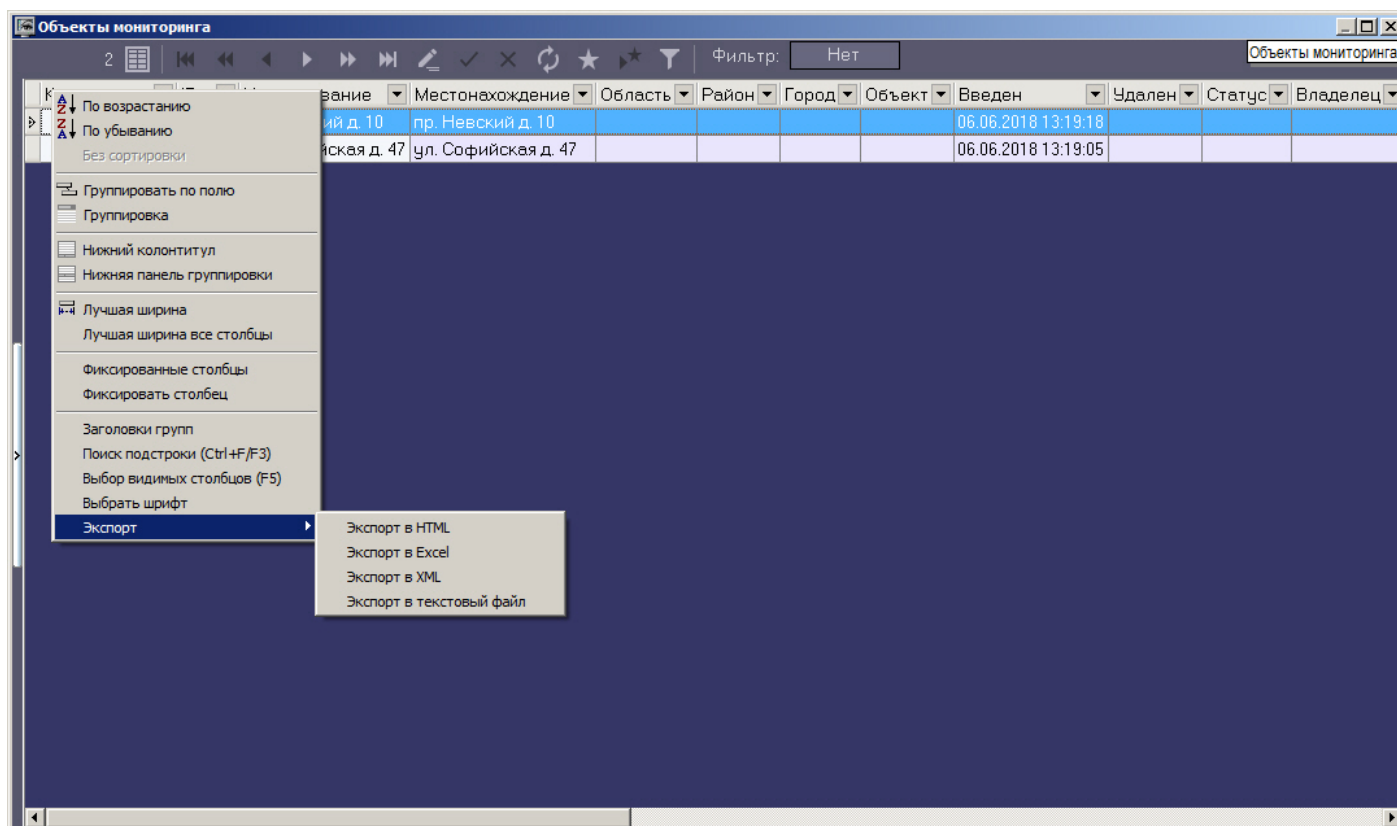 Объекты мониторинга
2 Фильтр: Нет
Объекты мониторинга
Местонахождение Область Район Город Объект Введен Удален Статус Владелец
д. 10 пр. Невский д. 10 06.06.2018 13:19:18
д. 47 ул. Софийская д. 47 06.06.2018 13:19:05
По возрастанию
По убыванию
Без сортировки
Группировать по полю
Группировка
Нижний колонтитул
Нижняя панель группировки
Лучшая ширина
Лучшая ширина все столбцы
Фиксированные столбцы
Фиксировать столбец
Заголовки групп
Поиск подстроки (Ctrl+F/F3)
Выбор видимых столбцов (F5)
Выбрать шрифт
Экспорт
Экспорт в HTML
Экспорт в Excel
Экспорт в XML
Экспорт в текстовый файл